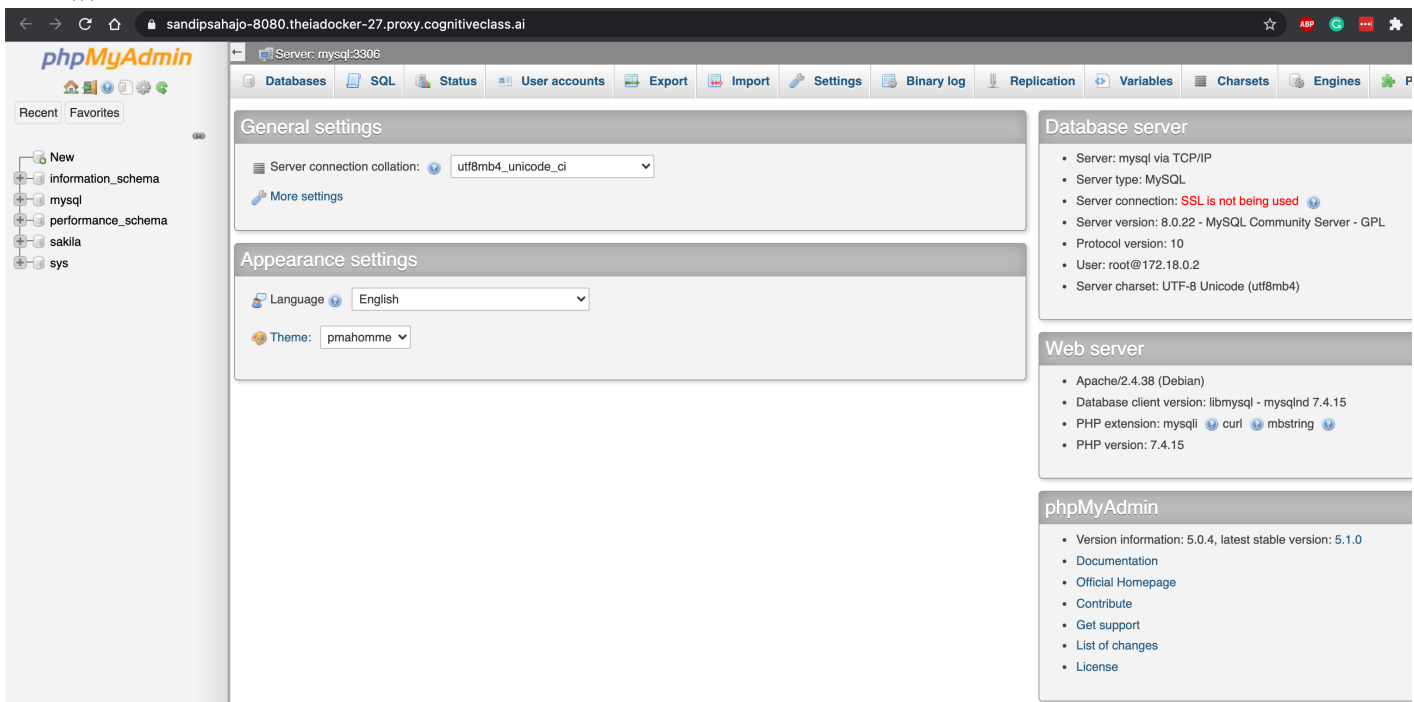 sandipsahajo-8080.theiadocker-27.proxy.cognitiveclass.ai
ABP
G
phpMyAdmin
Recent Favorites
New
information_schema
mysql
performance_schema
sakila
sys
Server: mysql:3306
Databases SQL Status User accounts Export Import Settings Binary log Replication Variables Charsets Engines P
General settings
Server connection collation: utf8mb4_unicode_ci
More settings
Appearance settings
Language English
Theme: pmahomme
Database server
• Server: mysql via TCP/IP
• Server type: MySQL
• Server connection: SSL is not being used
• Server version: 8.0.22 - MySQL Community Server - GPL
• Protocol version: 10
• User: root@172.18.0.2
• Server charset: UTF-8 Unicode (utf8mb4)
Web server
• Apache/2.4.38 (Debian)
• Database client version: libmysql - mysqlnd 7.4.15
• PHP extension: mysqli curl mbstring
• PHP version: 7.4.15
phpMyAdmin
• Version information: 5.0.4, latest stable version: 5.1.0
• Documentation
• Official Homepage
• Contribute
• Get support
• List of changes
• License